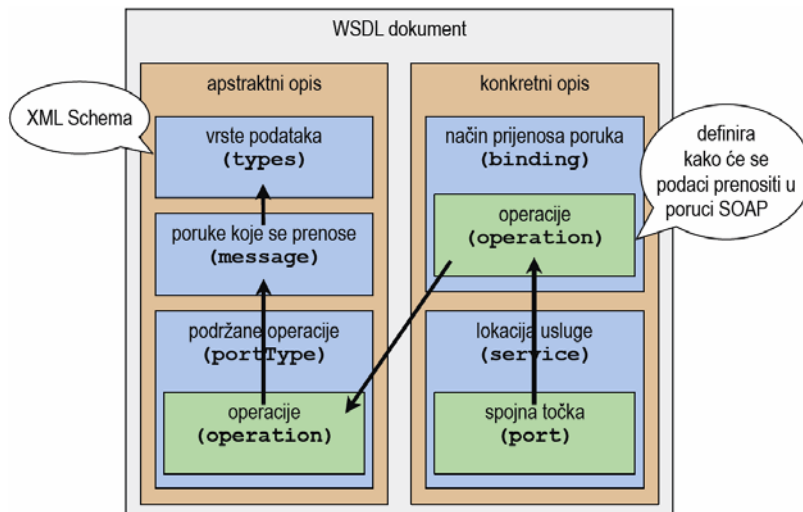 WSDL dokument
apstraktni opis
XML Schema
vrste podataka
(types)
poruke koje se prenose
(message)
podržane operacije
(portType)
operacije
(operation)
konkretni opis
način prijenosa poruka
(binding)
operacije
(operation)
definira
kako će se
podaci prenositi u
poruci SOAP
lokacija usluge
(service)
spojna točka
(port)